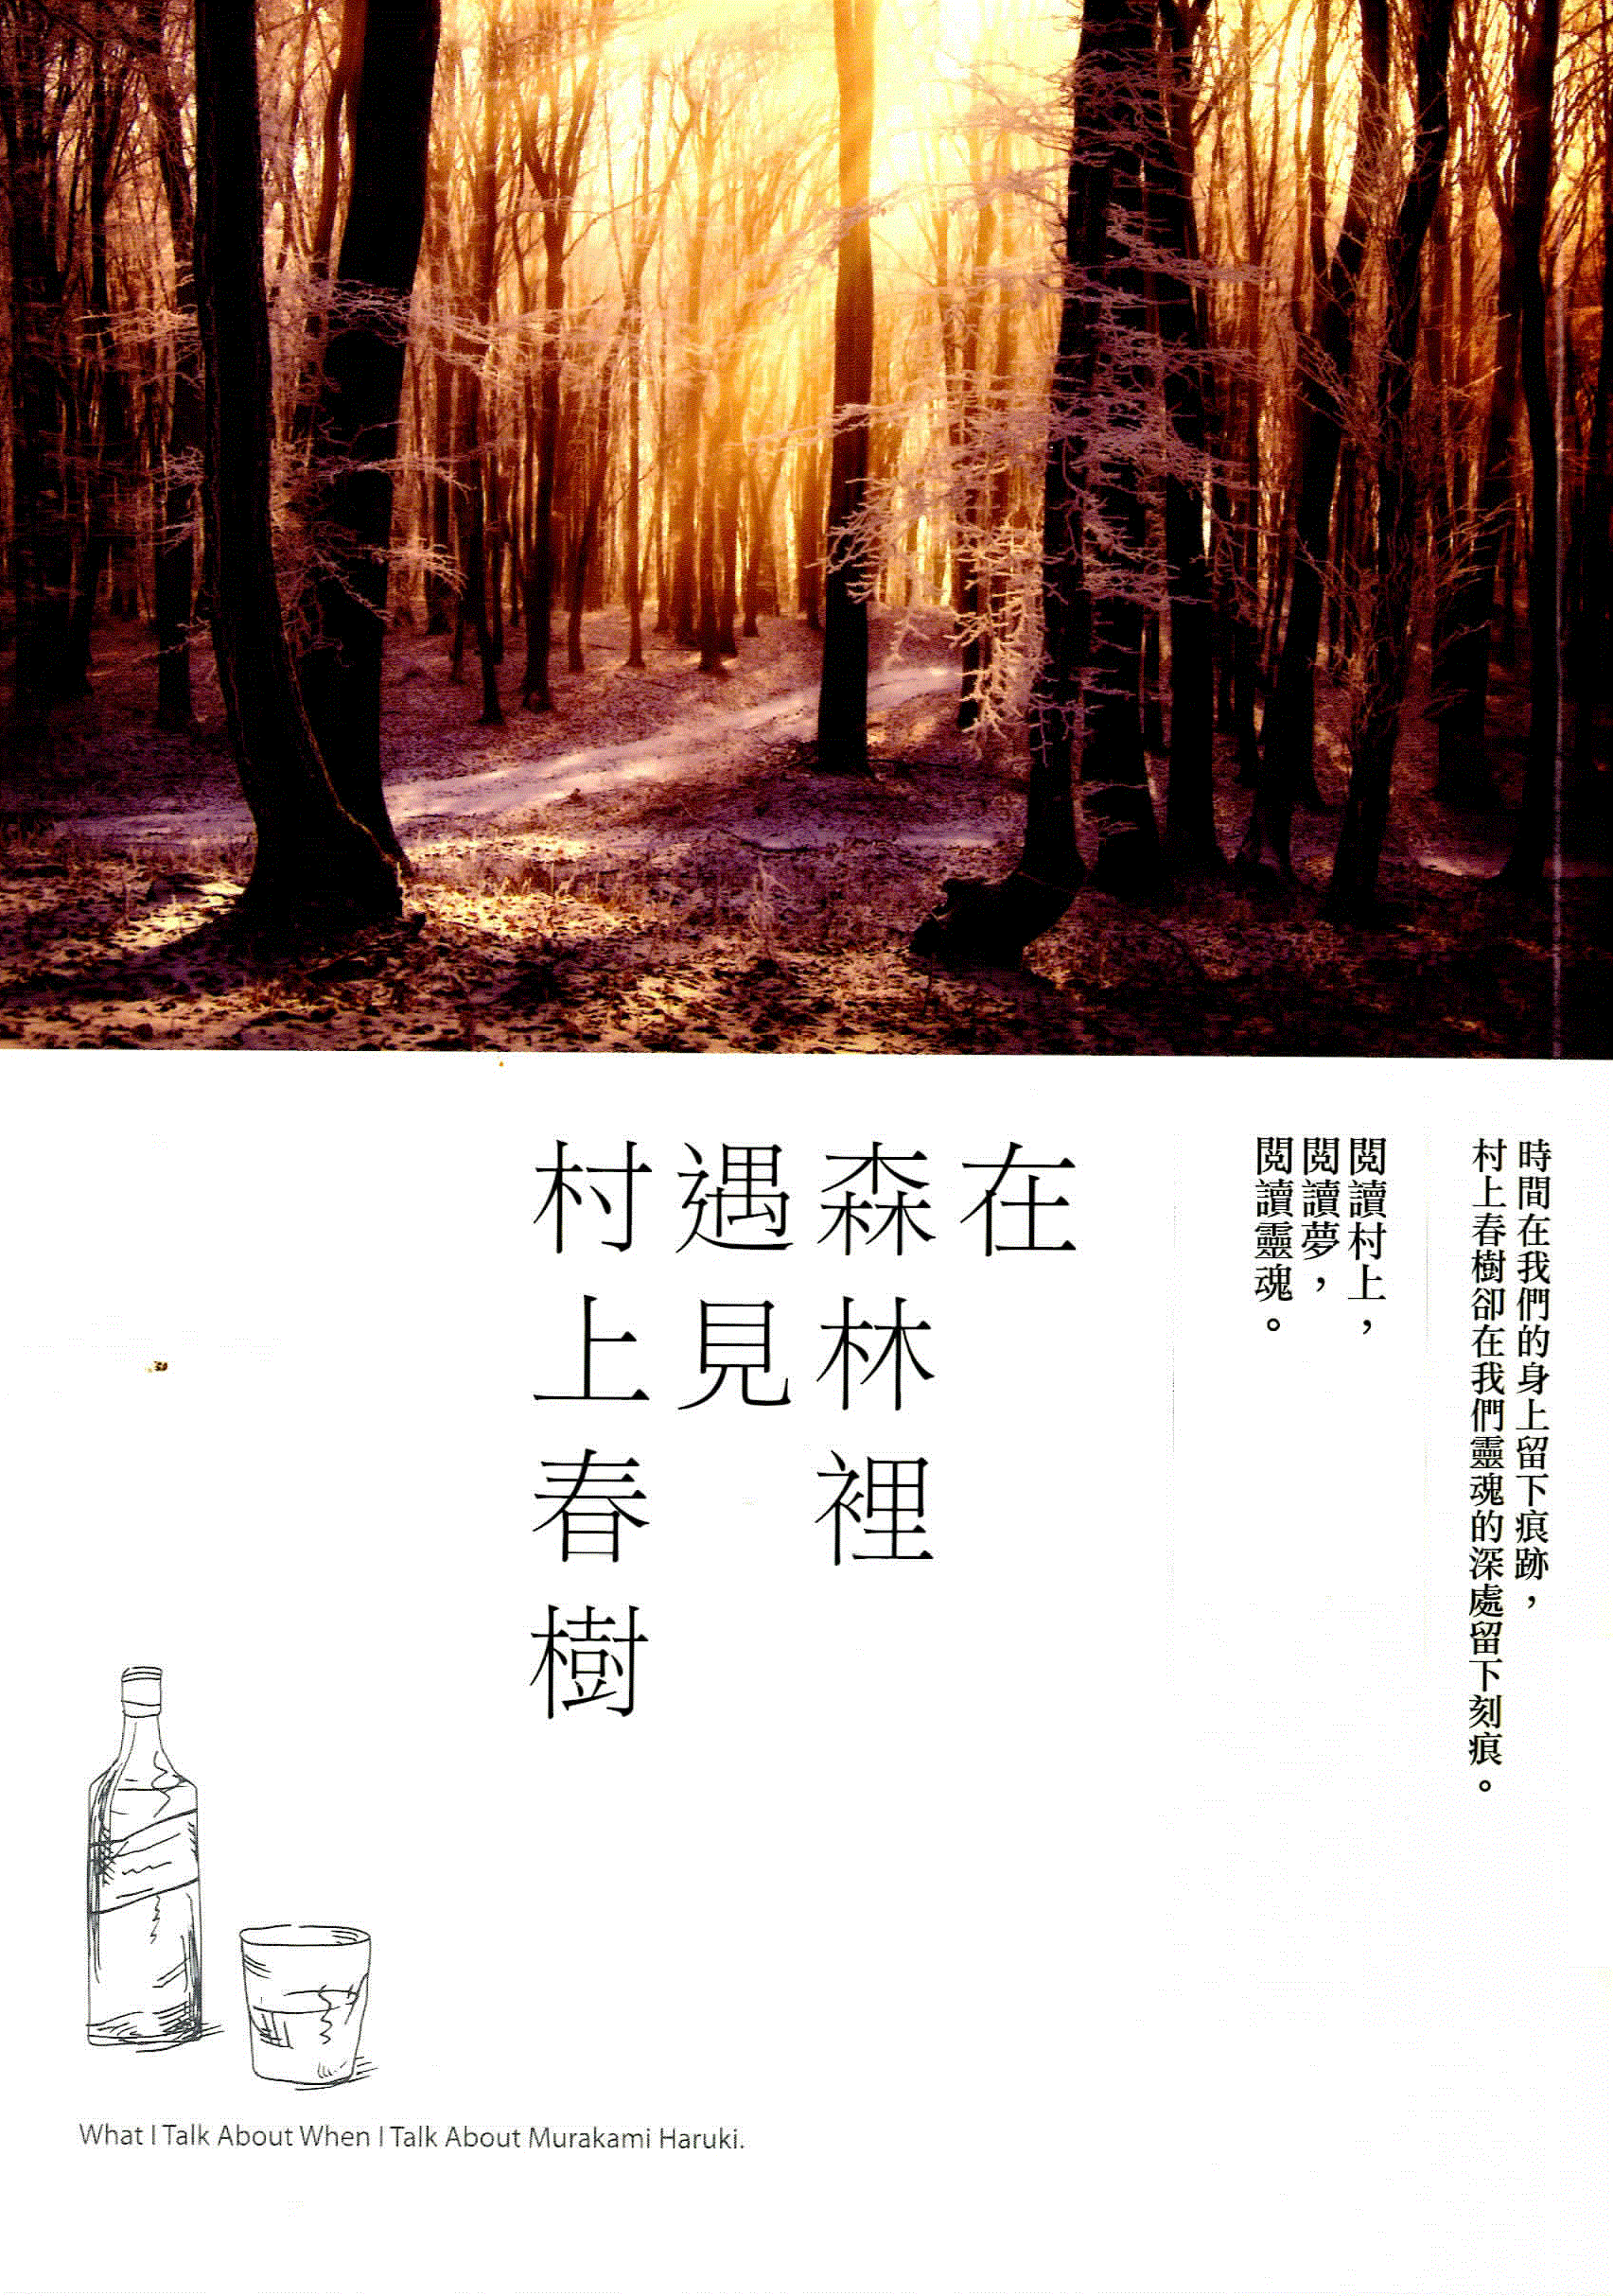 時間在我們的身上留下痕跡，
村上春樹卻在我們靈魂的深處留下刻痕。
閱讀村上，
閱讀夢，
閱讀靈魂。
在
森林裡
遇見
村上春樹
What I Talk About When I Talk About Murakami Haruki.